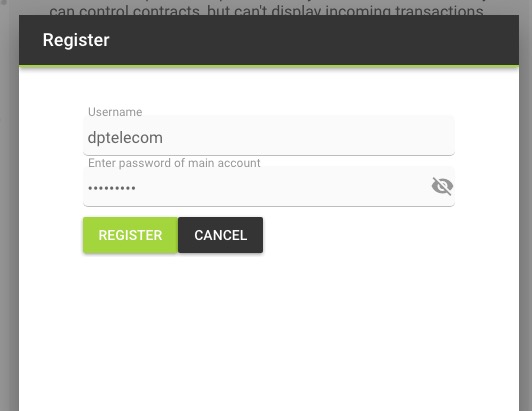 can control contracts, but can't display incoming transactions
Register
Username
dptelecom
Enter password of main account
•••••••••
REGISTER
CANCEL